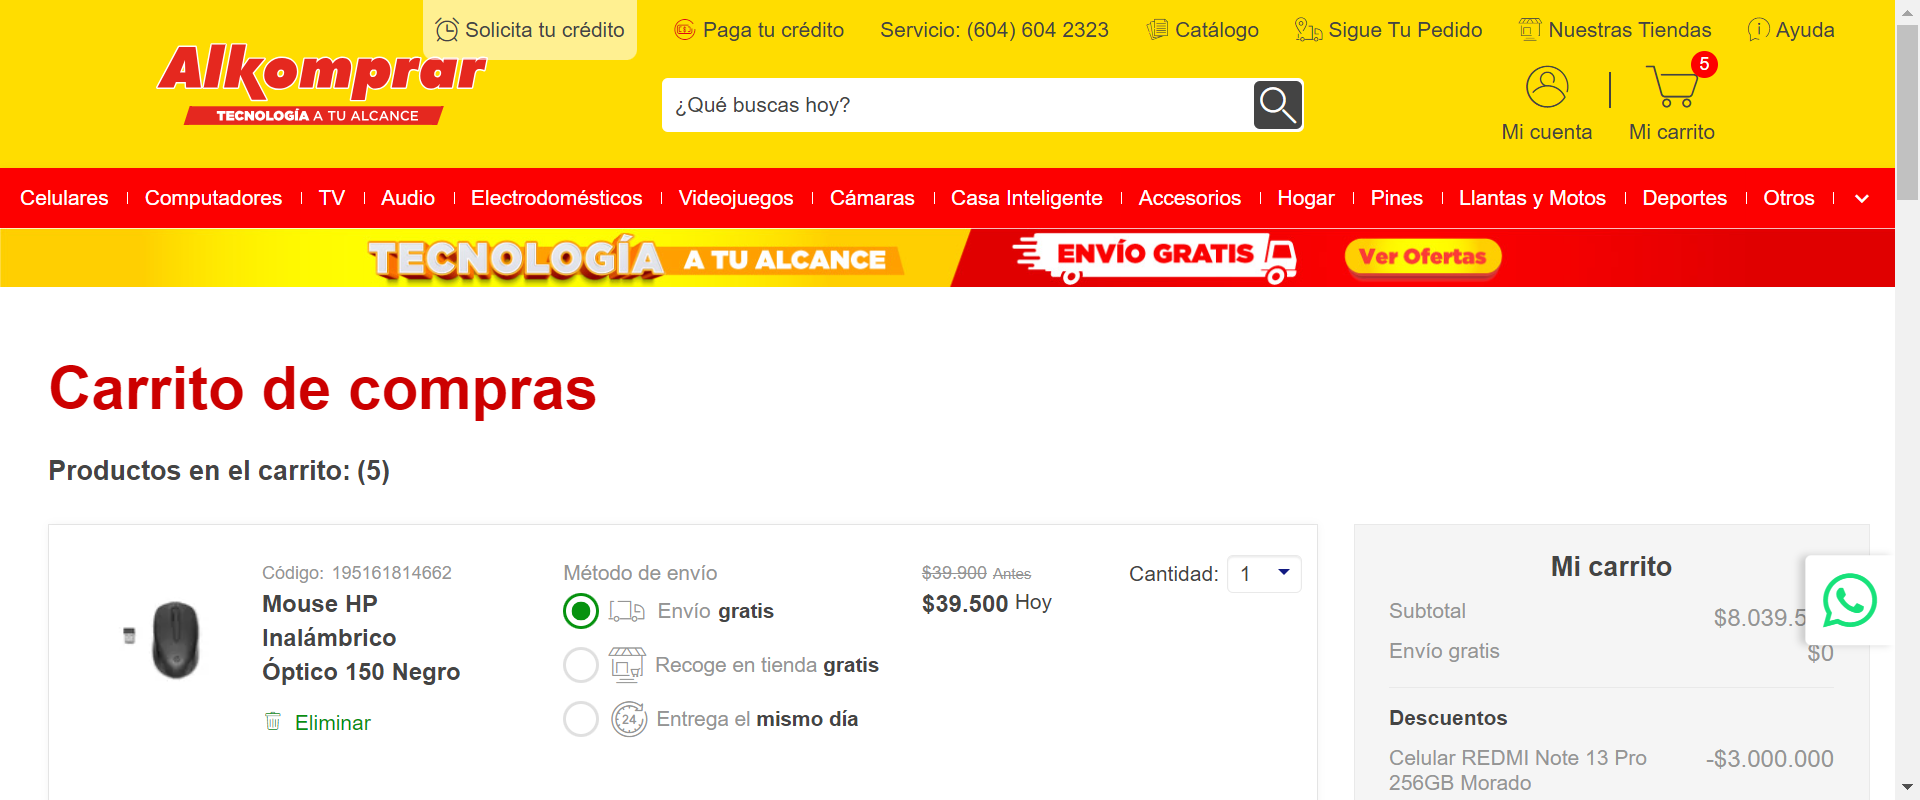 Solicita tu crédito
Paga tu crédito
Servicio: (604) 604 2323
Catálogo
Sigue Tu Pedido
Nuestras Tiendas
Ayuda
Alkomprar
TECNOLOGÍA A TU ALCANCE
¿Qué buscas hoy?
Mi cuenta
5
Mi carrito
Celulares
Computadores
TV
Audio
Electrodomésticos
Videojuegos
Cámaras
Casa Inteligente
Accesorios
Hogar
Pines
Llantas y Motos
Deportes
Otros
TECNOLOGÍA A TU ALCANCE
ENVÍO GRATIS
Ver Ofertas
Carrito de compras
Productos en el carrito: (5)
Código: 195161814662
Mouse HP
Inalámbrico
Óptico 150 Negro
Eliminar
Método de envío
Envío gratis
Recoge en tienda gratis
24
Entrega el mismo día
$39.900 Antes
$39.500 Hoy
Cantidad: 1
Mi carrito
Subtotal
$8.039.5
Envío gratis
$0
Descuentos
Celular REDMI Note 13 Pro
256GB Morado
-$3.000.000